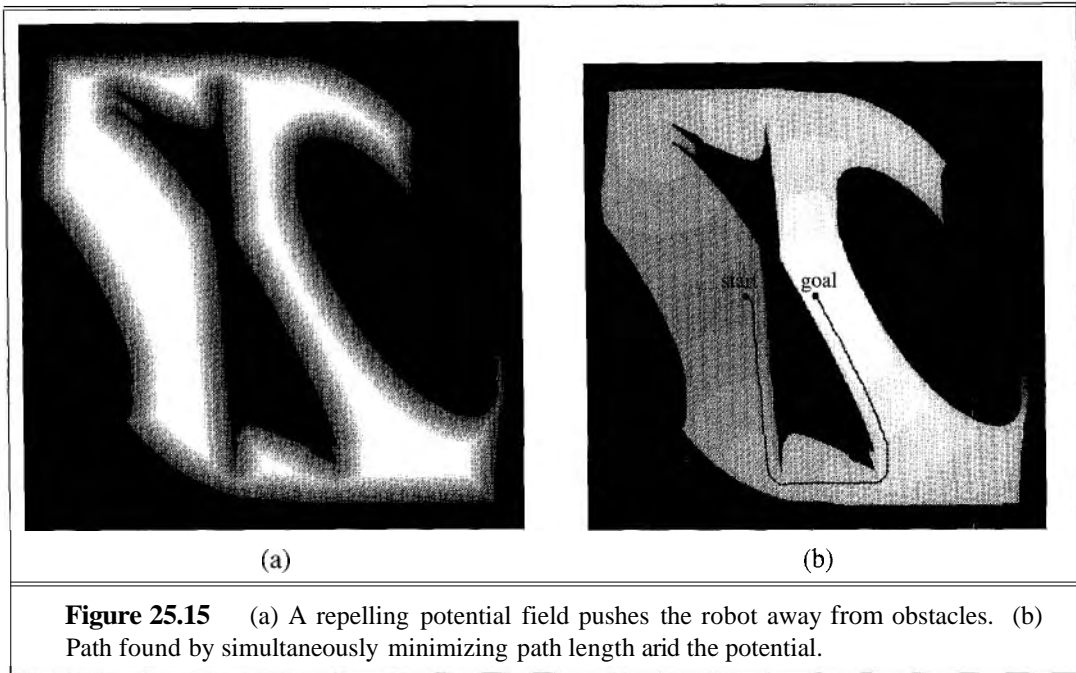 start
goal
(a)
(b)
Figure 25.15 (a) A repelling potential field pushes the robot away from obstacles. (b)
Path found by simultaneously minimizing path length arid the potential.